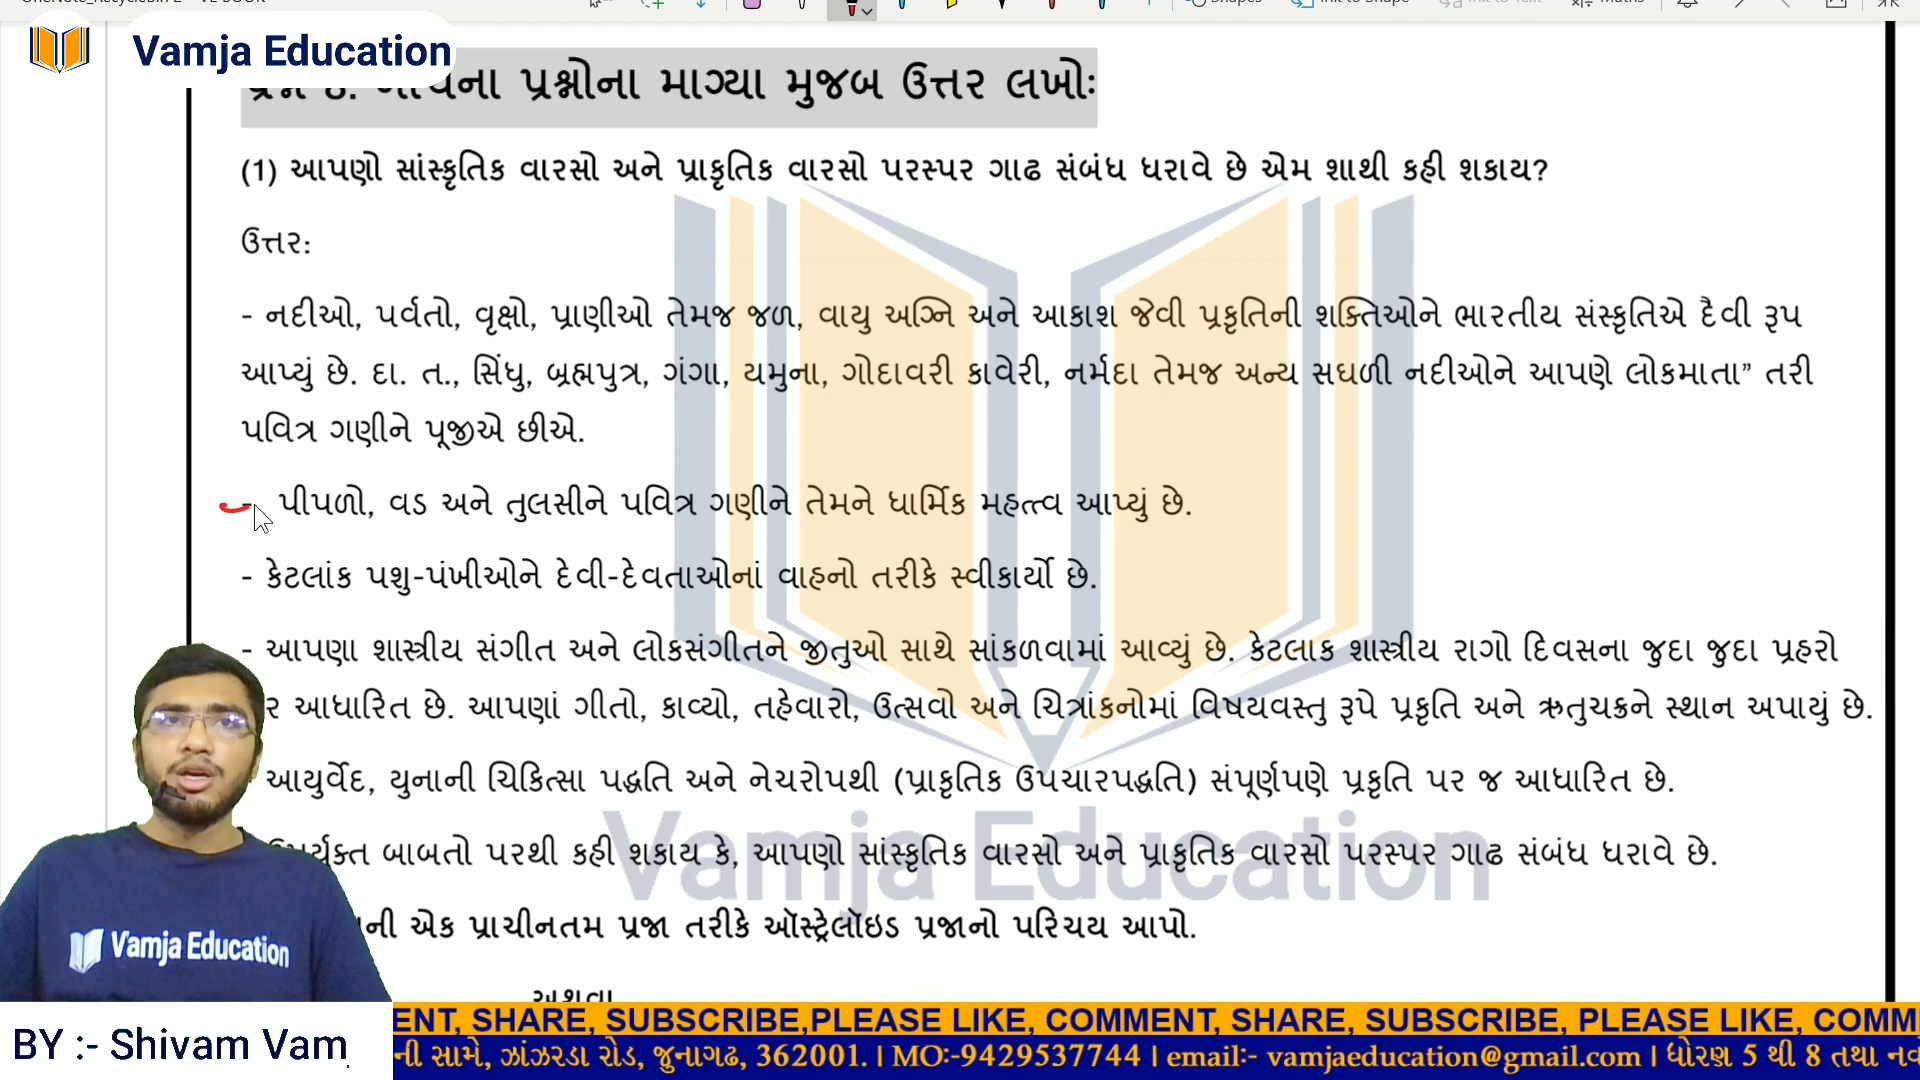 Vamja Education
પ્રશ્નોના માગ્યા મુજબ ઉત્તર લખોઃ
(1) આપણો સાંસ્કૃતિક વારસો અને પ્રાકૃતિક વારસો પરસ્પર ગાઢ સંબંધ ધરાવે છે એમ શાથી કહી શકાય?
ઉત્તર:
- નદીઓ, પર્વતો, વૃક્ષો, પ્રાણીઓ તેમજ જળ, વાયુ અગ્નિ અને આકાશ જેવી પ્રકૃતિની શક્તિઓને ભારતીય સંસ્કૃતિએ દૈવી રૂપ
આપ્યું છે. દા. ત., સિંધુ, બ્રહ્મપુત્ર, ગંગા, યમુના, ગોદાવરી કાવેરી, નર્મદા તેમજ અન્ય સઘળી નદીઓને આપણે લોકમાતા” તરી
પવિત્ર ગણીને પૂજીએ છીએ.
- પીપળો, વડ અને તુલસીને પવિત્ર ગણીને તેમને ધાર્મિક મહત્ત્વ આપ્યું છે.
- કેટલાંક પશુ-પંખીઓને દેવી-દેવતાઓનાં વાહનો તરીકે સ્વીકાર્યો છે.
- આપણા શાસ્ત્રીય સંગીત અને લોકસંગીતને જીતુઓ સાથે સાંકળવામાં આવ્યું છે. કેટલાક શાસ્ત્રીય રાગો દિવસના જુદા જુદા પ્રહરો
ર આધારિત છે. આપણાં ગીતો, કાવ્યો, તહેવારો, ઉત્સવો અને ચિત્રાંકનોમાં વિષયવસ્તુ રૂપે પ્રકૃતિ અને ઋતુચક્રને સ્થાન અપાયું છે.
આયુર્વેદ, યુનાની ચિકિત્સા પદ્ધતિ અને નેચરોપથી (પ્રાકૃતિક ઉપચારપદ્ધતિ) સંપૂર્ણપણે પ્રકૃતિ પર જ આધારિત છે.
બાબતો પરથી કહી શકાય કે, આપણો સાંસ્કૃતિક વારસો અને પ્રાકૃતિક વારસો પરસ્પર ગાઢ સંબંધ ધરાવે છે.
Vamja Education
ની એક પ્રાચીનતમ પ્રજા તરીકે ઑસ્ટ્રેલૉઇડ પ્રજાનો પરિચય આપો.
Vamja Education
BY :- Shivam Vam
ENT, SHARE, SUBSCRIBE,PLEASE LIKE, COMMENT, SHARE, SUBSCRIBE, PLEASE LIKE, COMM
ની સામે, ઝાંઝરડા રોડ, જુનાગઢ, 362001. | MO:-9429537744 | email:- vamjaeducation@gmail.com | ધોરણ 5 થી 8 તથા નવ